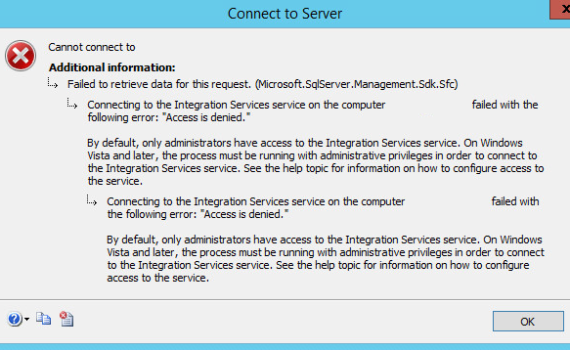 Connect to Server
x
Cannot connect to
Additional information:
Failed to retrieve data for this request. (Microsoft.SqlServer.Management.Sdk.Sfc)
Connecting to the Integration Services service on the computer failed with the
following error: "Access is denied."
By default, only administrators have access to the Integration Services service. On Windows
Vista and later, the process must be running with administrative privileges in order to connect to
the Integration Services service. See the help topic for information on how to configure access to
the service.
Connecting to the Integration Services service on the computer failed with
the following error: "Access is denied."
By default, only administrators have access to the Integration Services service. On Windows
Vista and later, the process must be running with administrative privileges in order to connect
to the Integration Services service. See the help topic for information on how to configure
access to the service.
OK